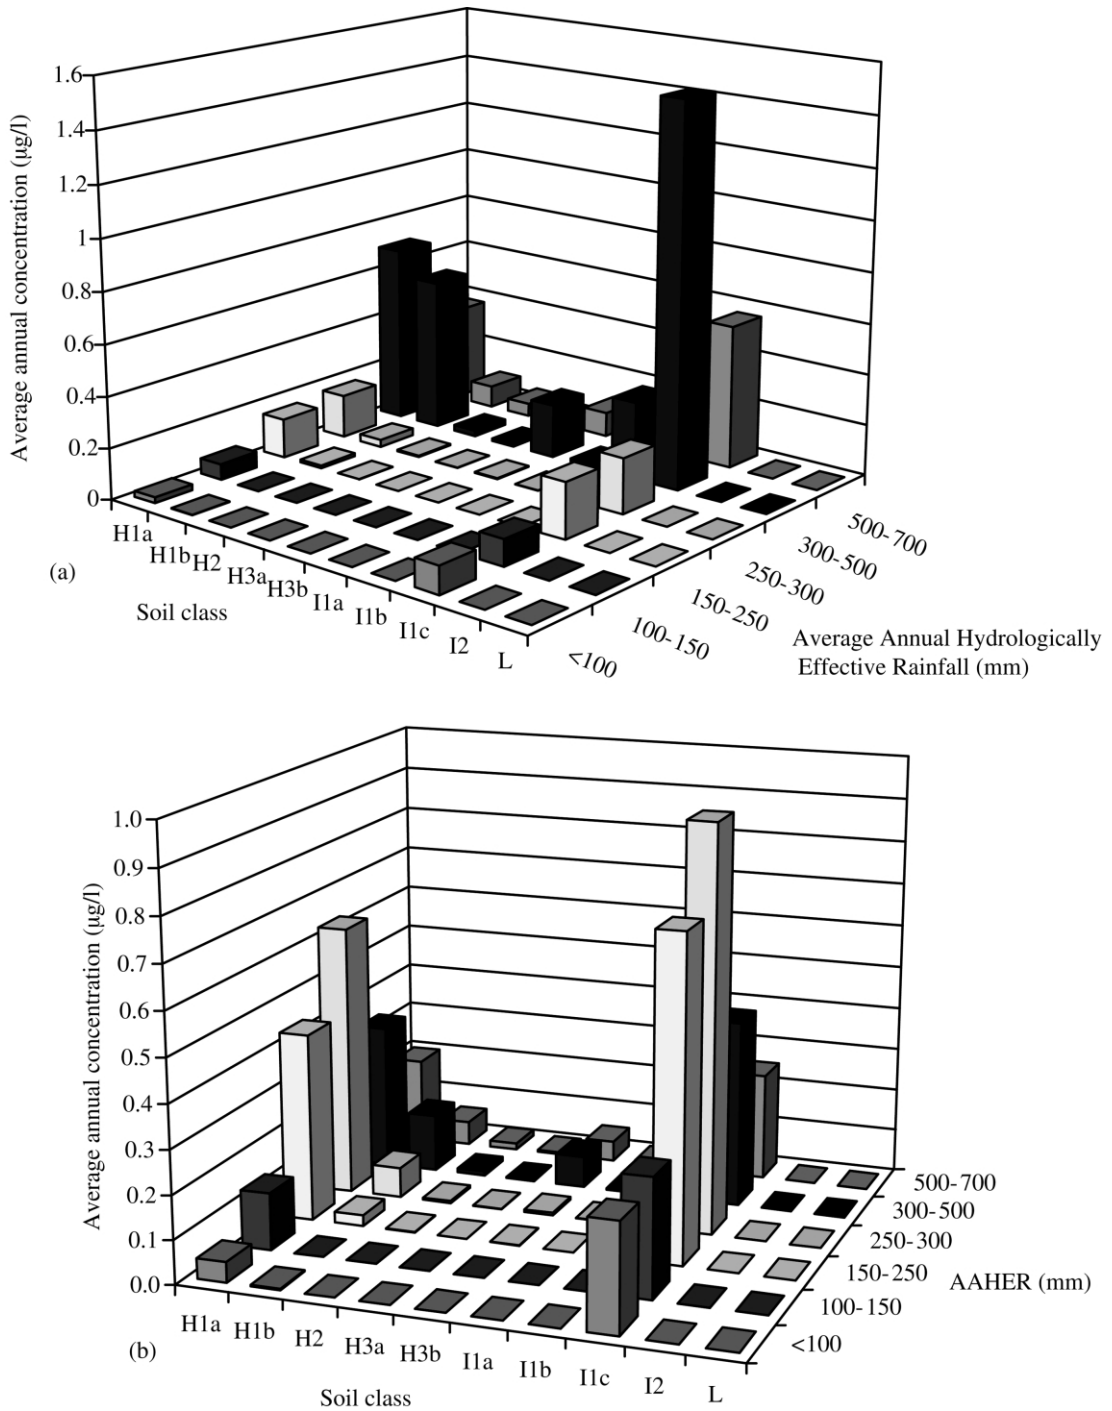 1.6
1.4
1.2
1
0.8
0.6
0.4
0.2
0
Average annual concentration (µg/l)
H1a
H1b
H2
H3a
H3b
I1a
I1b
I1c
I2
L
Soil class
(a)
<100
100-150
150-250
250-300
300-500
500-700
Average Annual Hydrologically
Effective Rainfall (mm)
1.0
0.9
0.8
0.7
0.6
0.5
0.4
0.3
0.2
0.1
0.0
Average annual concentration (µg/l)
H1a
H1b
H2
H3a
H3b
I1a
I1b
I1c
I2
L
Soil class
(b)
<100
100-150
150-250
250-300
300-500
500-700
AAHER (mm)